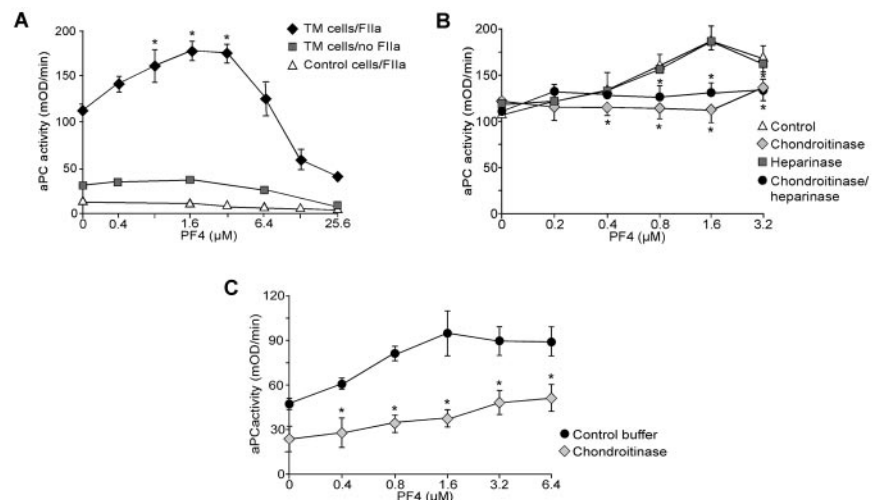 A
TM cells/FIIa
TM cells/no FIIa
Control cells/FIIa
aPC activity (mOD/min)
200
150
100
50
0
0 0.4 1.6 6.4 25.6
PF4 (µM)
* * *
B
aPC activity (mOD/min)
200
150
100
50
0
0 0.2 0.4 0.8 1.6 3.2
PF4 (µM)
* * * *
* * * *
Control
Chondroitinase
Heparinase
Chondroitinase/
heparinase
C
aPCactivity (mOD/min)
120
90
60
30
0
0 0.4 0.8 1.6 3.2 6.4
PF4 (µM)
* * * * *
Control buffer
Chondroitinase